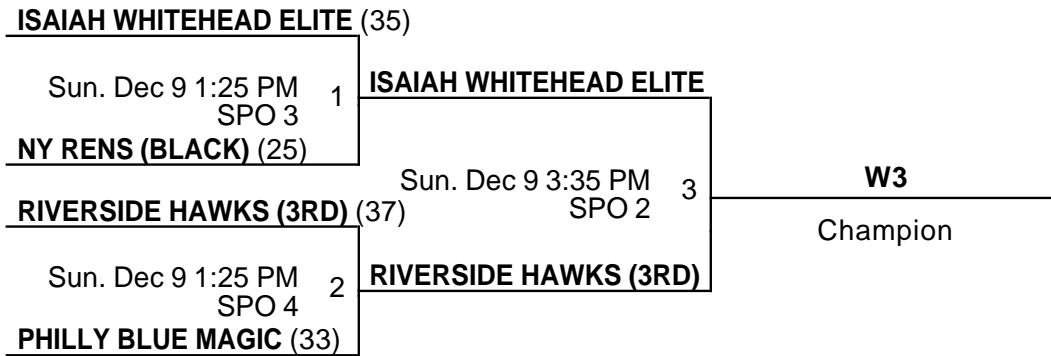 ISAIAH WHITEHEAD ELITE (35)
Sun. Dec 9 1:25 PM
SPO 3
1
NY RENS (BLACK) (25)
ISAIAH WHITEHEAD ELITE
RIVERSIDE HAWKS (3RD) (37)
Sun. Dec 9 1:25 PM
SPO 4
2
PHILLY BLUE MAGIC (33)
RIVERSIDE HAWKS (3RD)
Sun. Dec 9 3:35 PM
SPO 2
3
W3
Champion